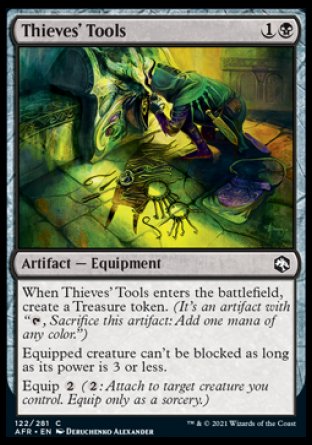 Thieves' Tools 1
Artifact — Equipment
When Thieves' Tools enters the battlefield,
create a Treasure token. (It's an artifact with
“, Sacrifice this artifact: Add one mana of
any color.”)
Equipped creature can't be blocked as long
as its power is 3 or less.
Equip 2 (2: Attach to target creature you
control. Equip only as a sorcery.)
122/281 C
AFR • EN Deruchenko Alexander
™ & © 2021 Wizards of the Coast